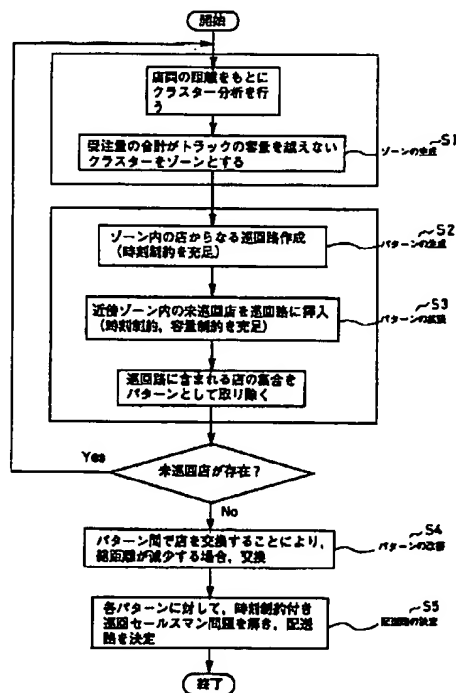 開始
店間の距離をもとに
クラスター分析を行
う
受注量の合計がトラックの容量を越えない
クラスターをゾーンとする
S1
ゾーンの生成
ゾーン内の店からなる巡回路作成
(時刻制約を充足)
S2
パターンの生成
近傍ゾーン内の未巡回店を巡回路に挿入
(時刻制約,容量制約を充足)
S3
パターンの拡張
巡回路に含まれる店の集合を
パターンとして取り除く
Yes
未巡回店が存在?
No
パターン間で店を交換することにより,
総距離が減少する場合,交換
S4
パターンの改善
各パターンに対して,時刻制約付き
巡回セールスマン問題を解き,配送
路を決定
S5
配送路の決定
終了